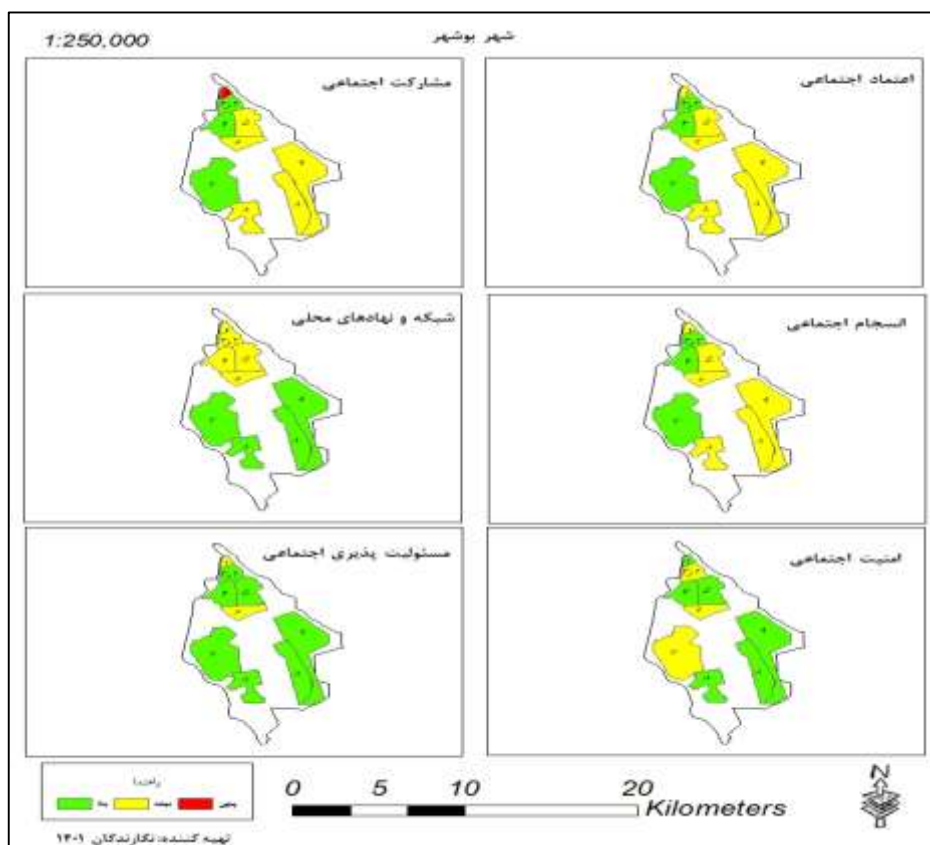 شهر بوشهر
1:250,000
اعتماد اجتماعی
مشارکت اجتماعی
انسجام اجتماعی
شبکه و نهادهای محلی
امنیت اجتماعی
مسئولیت پذیری اجتماعی
راهنما
0 5 10 20
Kilometers
N
تهیه کننده: نگارندگان ۱۴۰۱